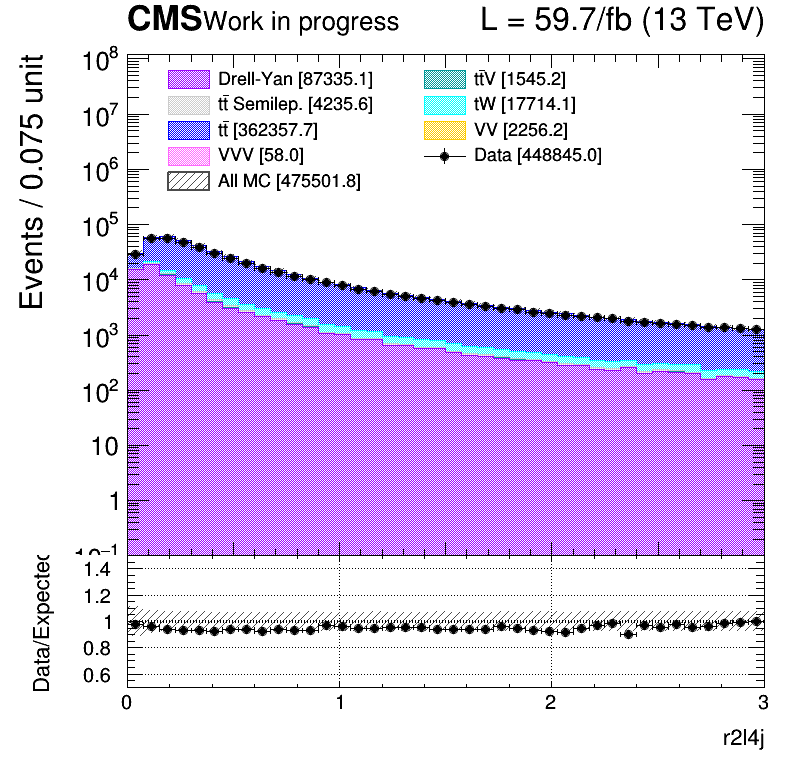 CMS Work in progress L = 59.7/fb (13 TeV)
Events / 0.075 unit
10⁸
10⁷
10⁶
10⁵
10⁴
10³
10²
10
1
10⁻¹
Drell-Yan [87335.1]
tt̄ Semilep. [4235.6]
tt̄ [362357.7]
VVV [58.0]
All MC [475501.8]
tt̄V [1545.2]
tW [17714.1]
VV [2256.2]
Data [448845.0]
Data/Expected
1.4
1.2
1
0.8
0.6
0 1 2 3
r2l4j